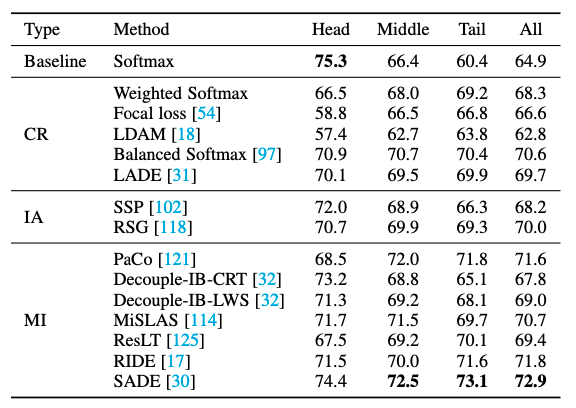 Type Method Head Middle Tail All
Baseline Softmax 75.3 66.4 60.4 64.9
Weighted Softmax 66.5 68.0 69.2 68.3
Focal loss [54] 58.8 66.5 66.8 66.6
CR LDAM [18] 57.4 62.7 63.8 62.8
Balanced Softmax [97] 70.9 70.7 70.4 70.6
LADE [31] 70.1 69.5 69.9 69.7
IA SSP [102] 72.0 68.9 66.3 68.2
RSG [118] 70.7 69.9 69.3 70.0
PaCo [121] 68.5 72.0 71.8 71.6
Decouple-IB-CRT [32] 73.2 68.8 65.1 67.8
Decouple-IB-LWS [32] 71.3 69.2 68.1 69.0
MI MiSLAS [114] 71.7 71.5 69.7 70.7
ResLT [125] 67.5 69.2 70.1 69.4
RIDE [17] 71.5 70.0 71.6 71.8
SADE [30] 74.4 72.5 73.1 72.9